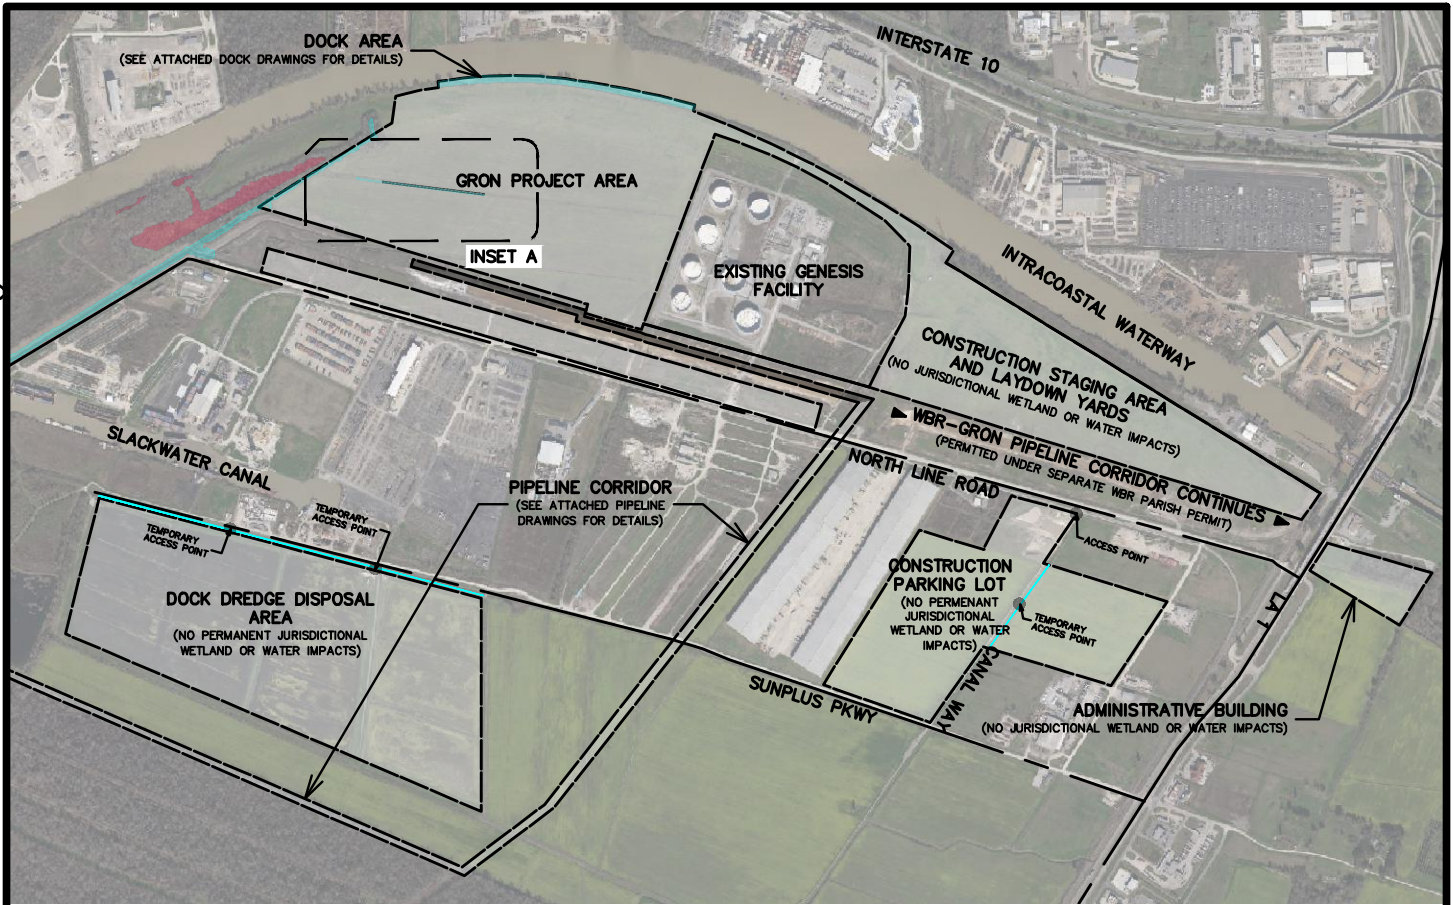 DOCK AREA
(SEE ATTACHED DOCK DRAWINGS FOR DETAILS)
INTERSTATE 10
GRON PROJECT AREA
INSET A
EXISTING GENESIS
FACILITY
INTRACOASTAL WATERWAY
CONSTRUCTION STAGING AREA
AND LAYDOWN YARDS
(NO JURISDICTIONAL WETLAND OR WATER IMPACTS)
WBR-GRON PIPELINE CORRIDOR CONTINUES
(PERMTTED UNDER SEPARATE WBR PARISH PERMIT)
NORTH LINE ROAD
SLACKWATER CANAL
PIPELINE CORRIDOR
(SEE ATTACHED PIPELINE
DRAWINGS FOR DETAILS)
TEMPORARY
ACCESS POINT
TEMPORARY
ACCESS POINT
ACCESS POINT
CONSTRUCTION
PARKING LOT
(NO PERMENANT
JURISDICTIONAL
WETLAND OR WATER
IMPACTS)
TEMPORARY
ACCESS POINT
DOCK DREDGE DISPOSAL
AREA
(NO PERMANENT JURISDICTIONAL
WETLAND OR WATER IMPACTS)
LA 1
CANAL WAY
SUNPLUS PKWY
ADMINISTRATIVE BUILDING
(NO JURISDICTIONAL WETLAND OR WATER IMPACTS)